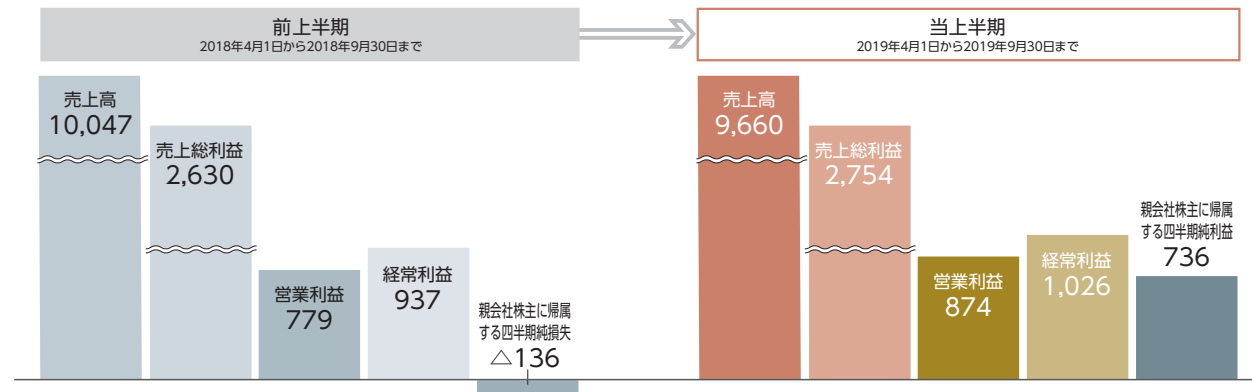 前上半期
2018年4月1日から2018年9月30日まで
売上高
10,047
売上総利益
2,630
営業利益
779
経常利益
937
親会社株主に帰属
する四半期純損失
△136
当上半期
2019年4月1日から2019年9月30日まで
売上高
9,660
売上総利益
2,754
営業利益
874
経常利益
1,026
親会社株主に帰属
する四半期純利益
736